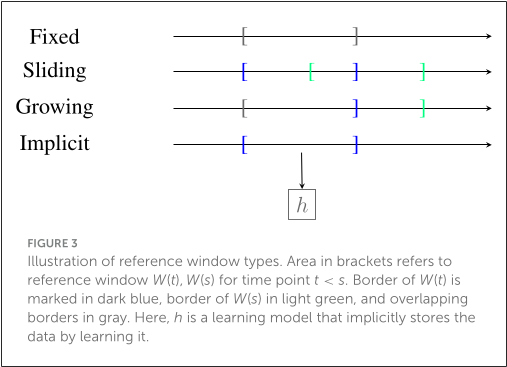 Fixed
Sliding
Growing
Implicit
h
FIGURE 3
Illustration of reference window types. Area in brackets refers to
reference window W(t), W(s) for time point t < s. Border of W(t) is
marked in dark blue, border of W(s) in light green, and overlapping
borders in gray. Here, h is a learning model that implicitly stores the
data by learning it.